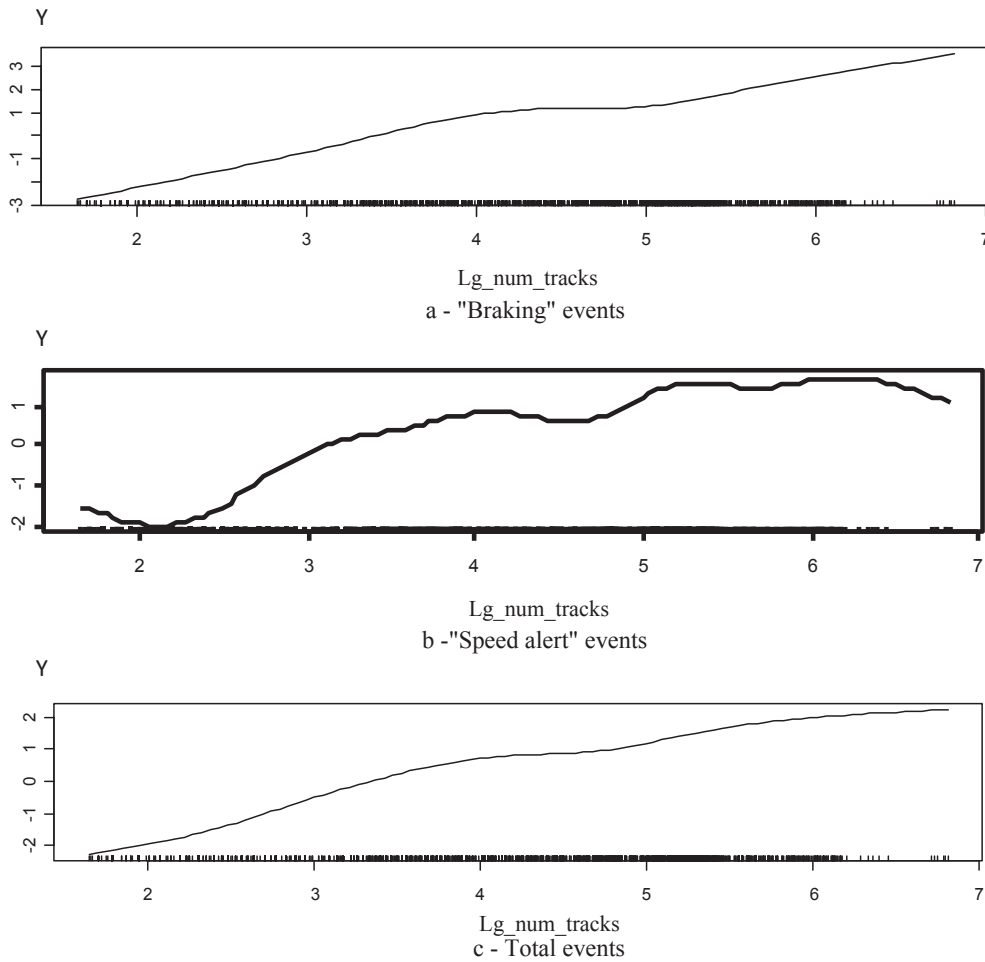 Y
3
2
1
-1
-3
2 3 4 5 6 7
Lg_num_tracks
a - "Braking" events
Y
1
0
-1
-2
2 3 4 5 6 7
Lg_num_tracks
b -"Speed alert" events
Y
2
1
0
-1
-2
2 3 4 5 6 7
Lg_num_tracks
c - Total events